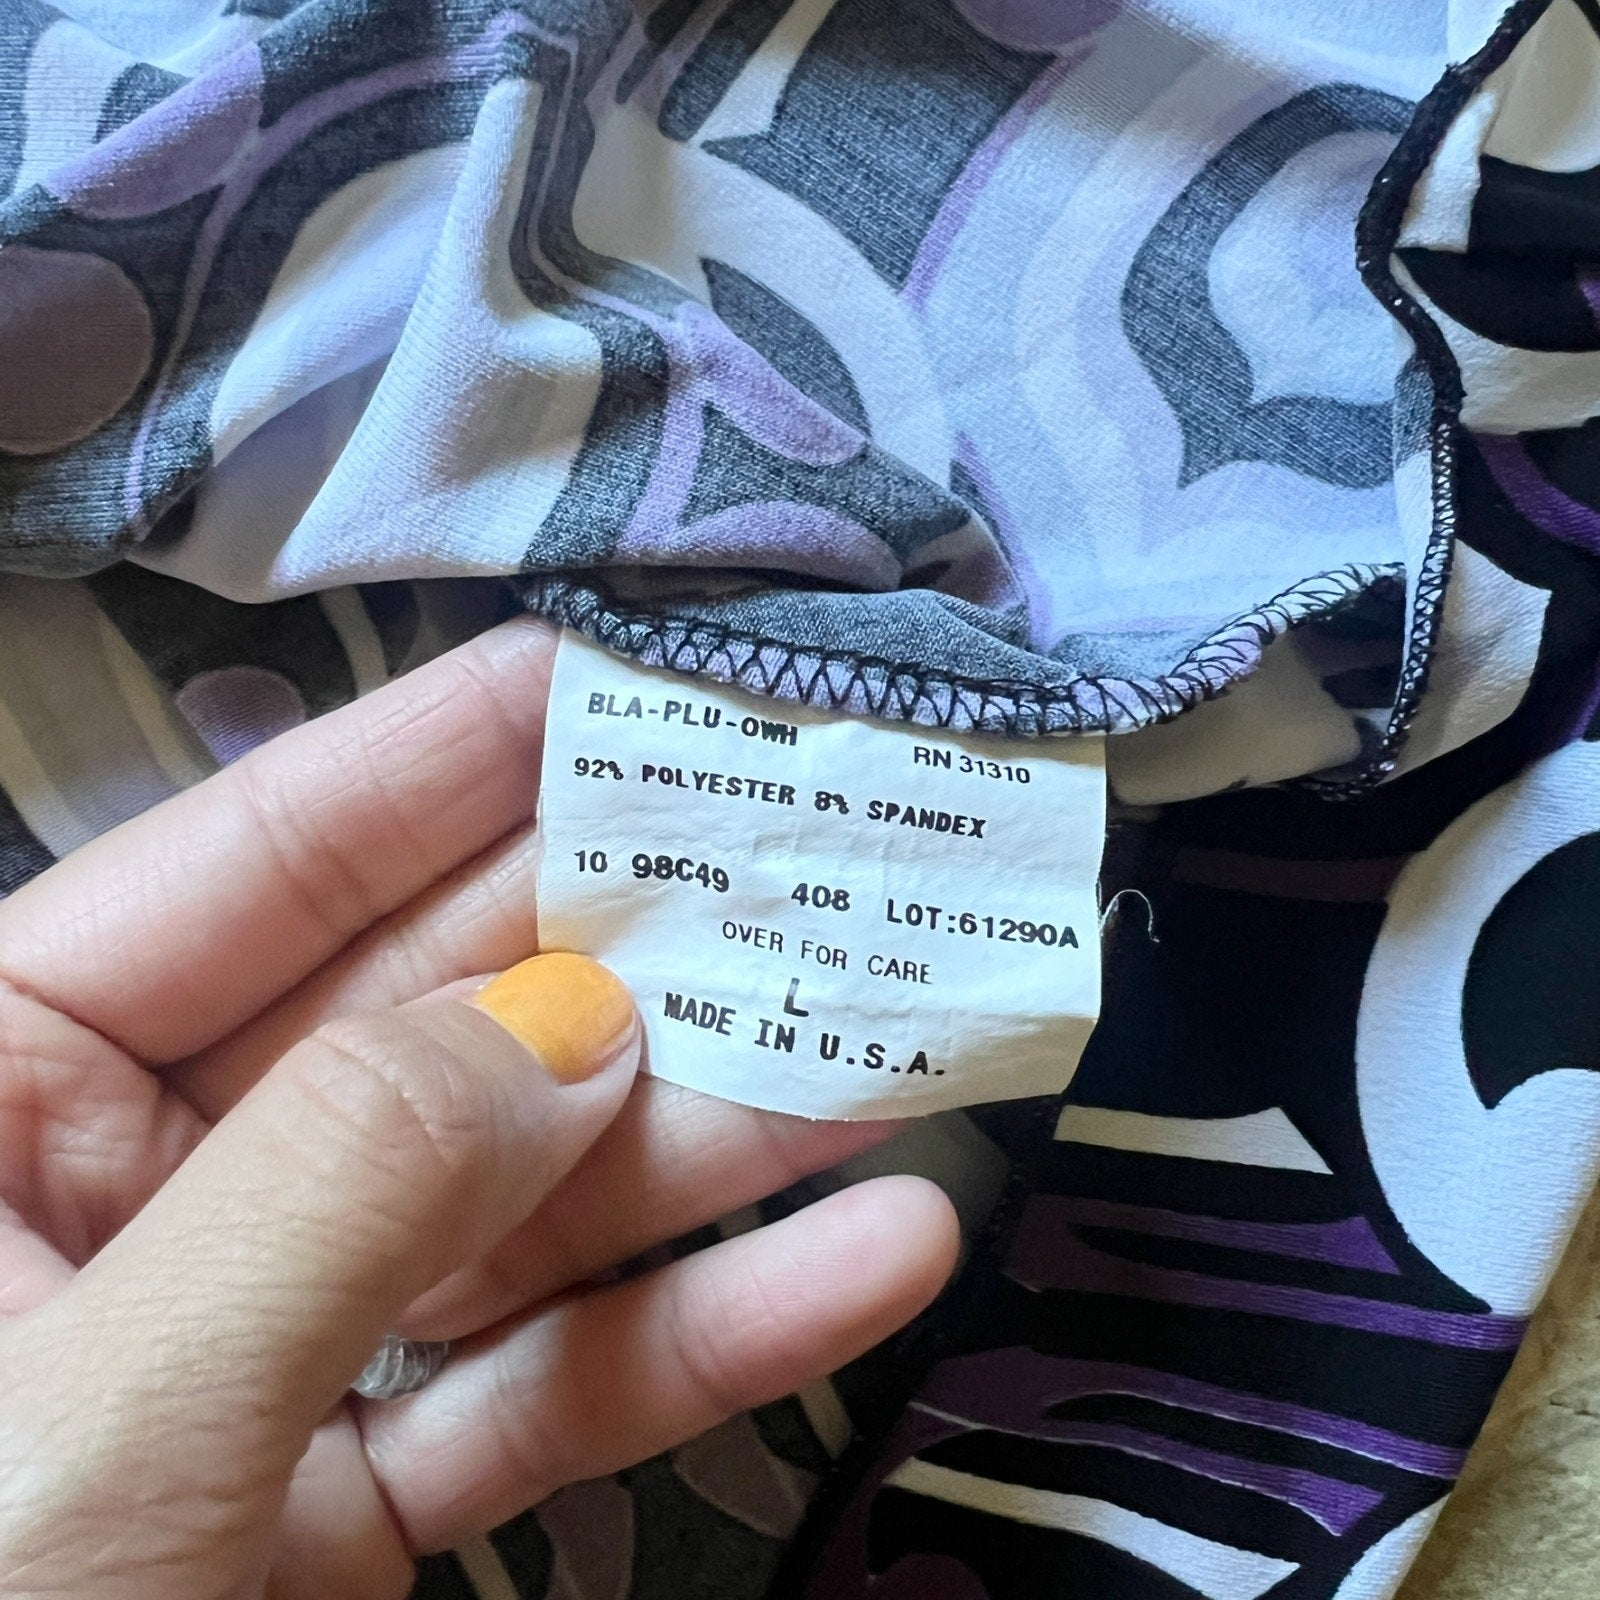 BLA-PLU-OWH RN 31310
92% POLYESTER 8% SPANDEX
10 98C49 408 LOT:61290A
OVER FOR CARE
L
MADE IN U.S.A.